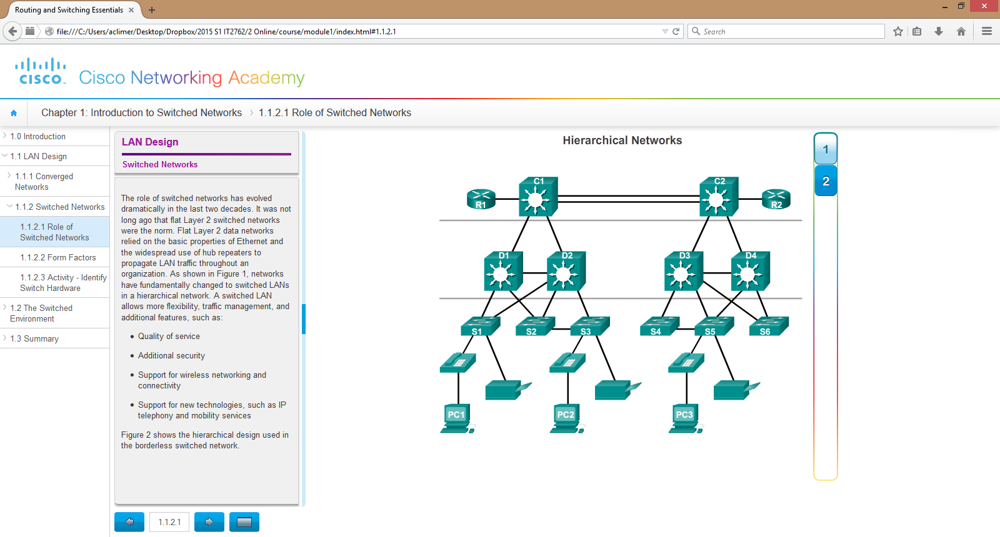 Routing and Switching Essentials
file:///C:/Users/aclimer/Desktop/Dropbox/2015 S1 IT2762/2 Online/course/module1/index.html#1.1.2.1
Search
CISCO.
Cisco Networking Academy
Chapter 1: Introduction to Switched Networks
1.1.2.1 Role of Switched Networks
1.0 Introduction
1.1 LAN Design
1.1.1 Converged
Networks
1.1.2 Switched Networks
1.1.2.1 Role of
Switched Networks
1.1.2.2 Form Factors
1.1.2.3 Activity - Identify
Switch Hardware
1.2 The Switched
Environment
1.3 Summary
LAN Design
Switched Networks
The role of switched networks has evolved
dramatically in the last two decades. It was not
long ago that flat Layer 2 switched networks
were the norm. Flat Layer 2 data networks
relied on the basic properties of Ethernet and
the widespread use of hub repeaters to
propagate LAN traffic throughout an
organization. As shown in Figure 1, networks
have fundamentally changed to switched LANs
in a hierarchical network. A switched LAN
allows more flexibility, traffic management, and
additional features, such as:
• Quality of service
• Additional security
• Support for wireless networking and
connectivity
• Support for new technologies, such as IP
telephony and mobility services
Figure 2 shows the hierarchical design used in
the borderless switched network.
1.1.2.1
Hierarchical Networks
C1
C2
R1
R2
D1
D2
D3
D4
S1
S2
S3
S4
S5
S6
PC1
PC2
PC3
1
2